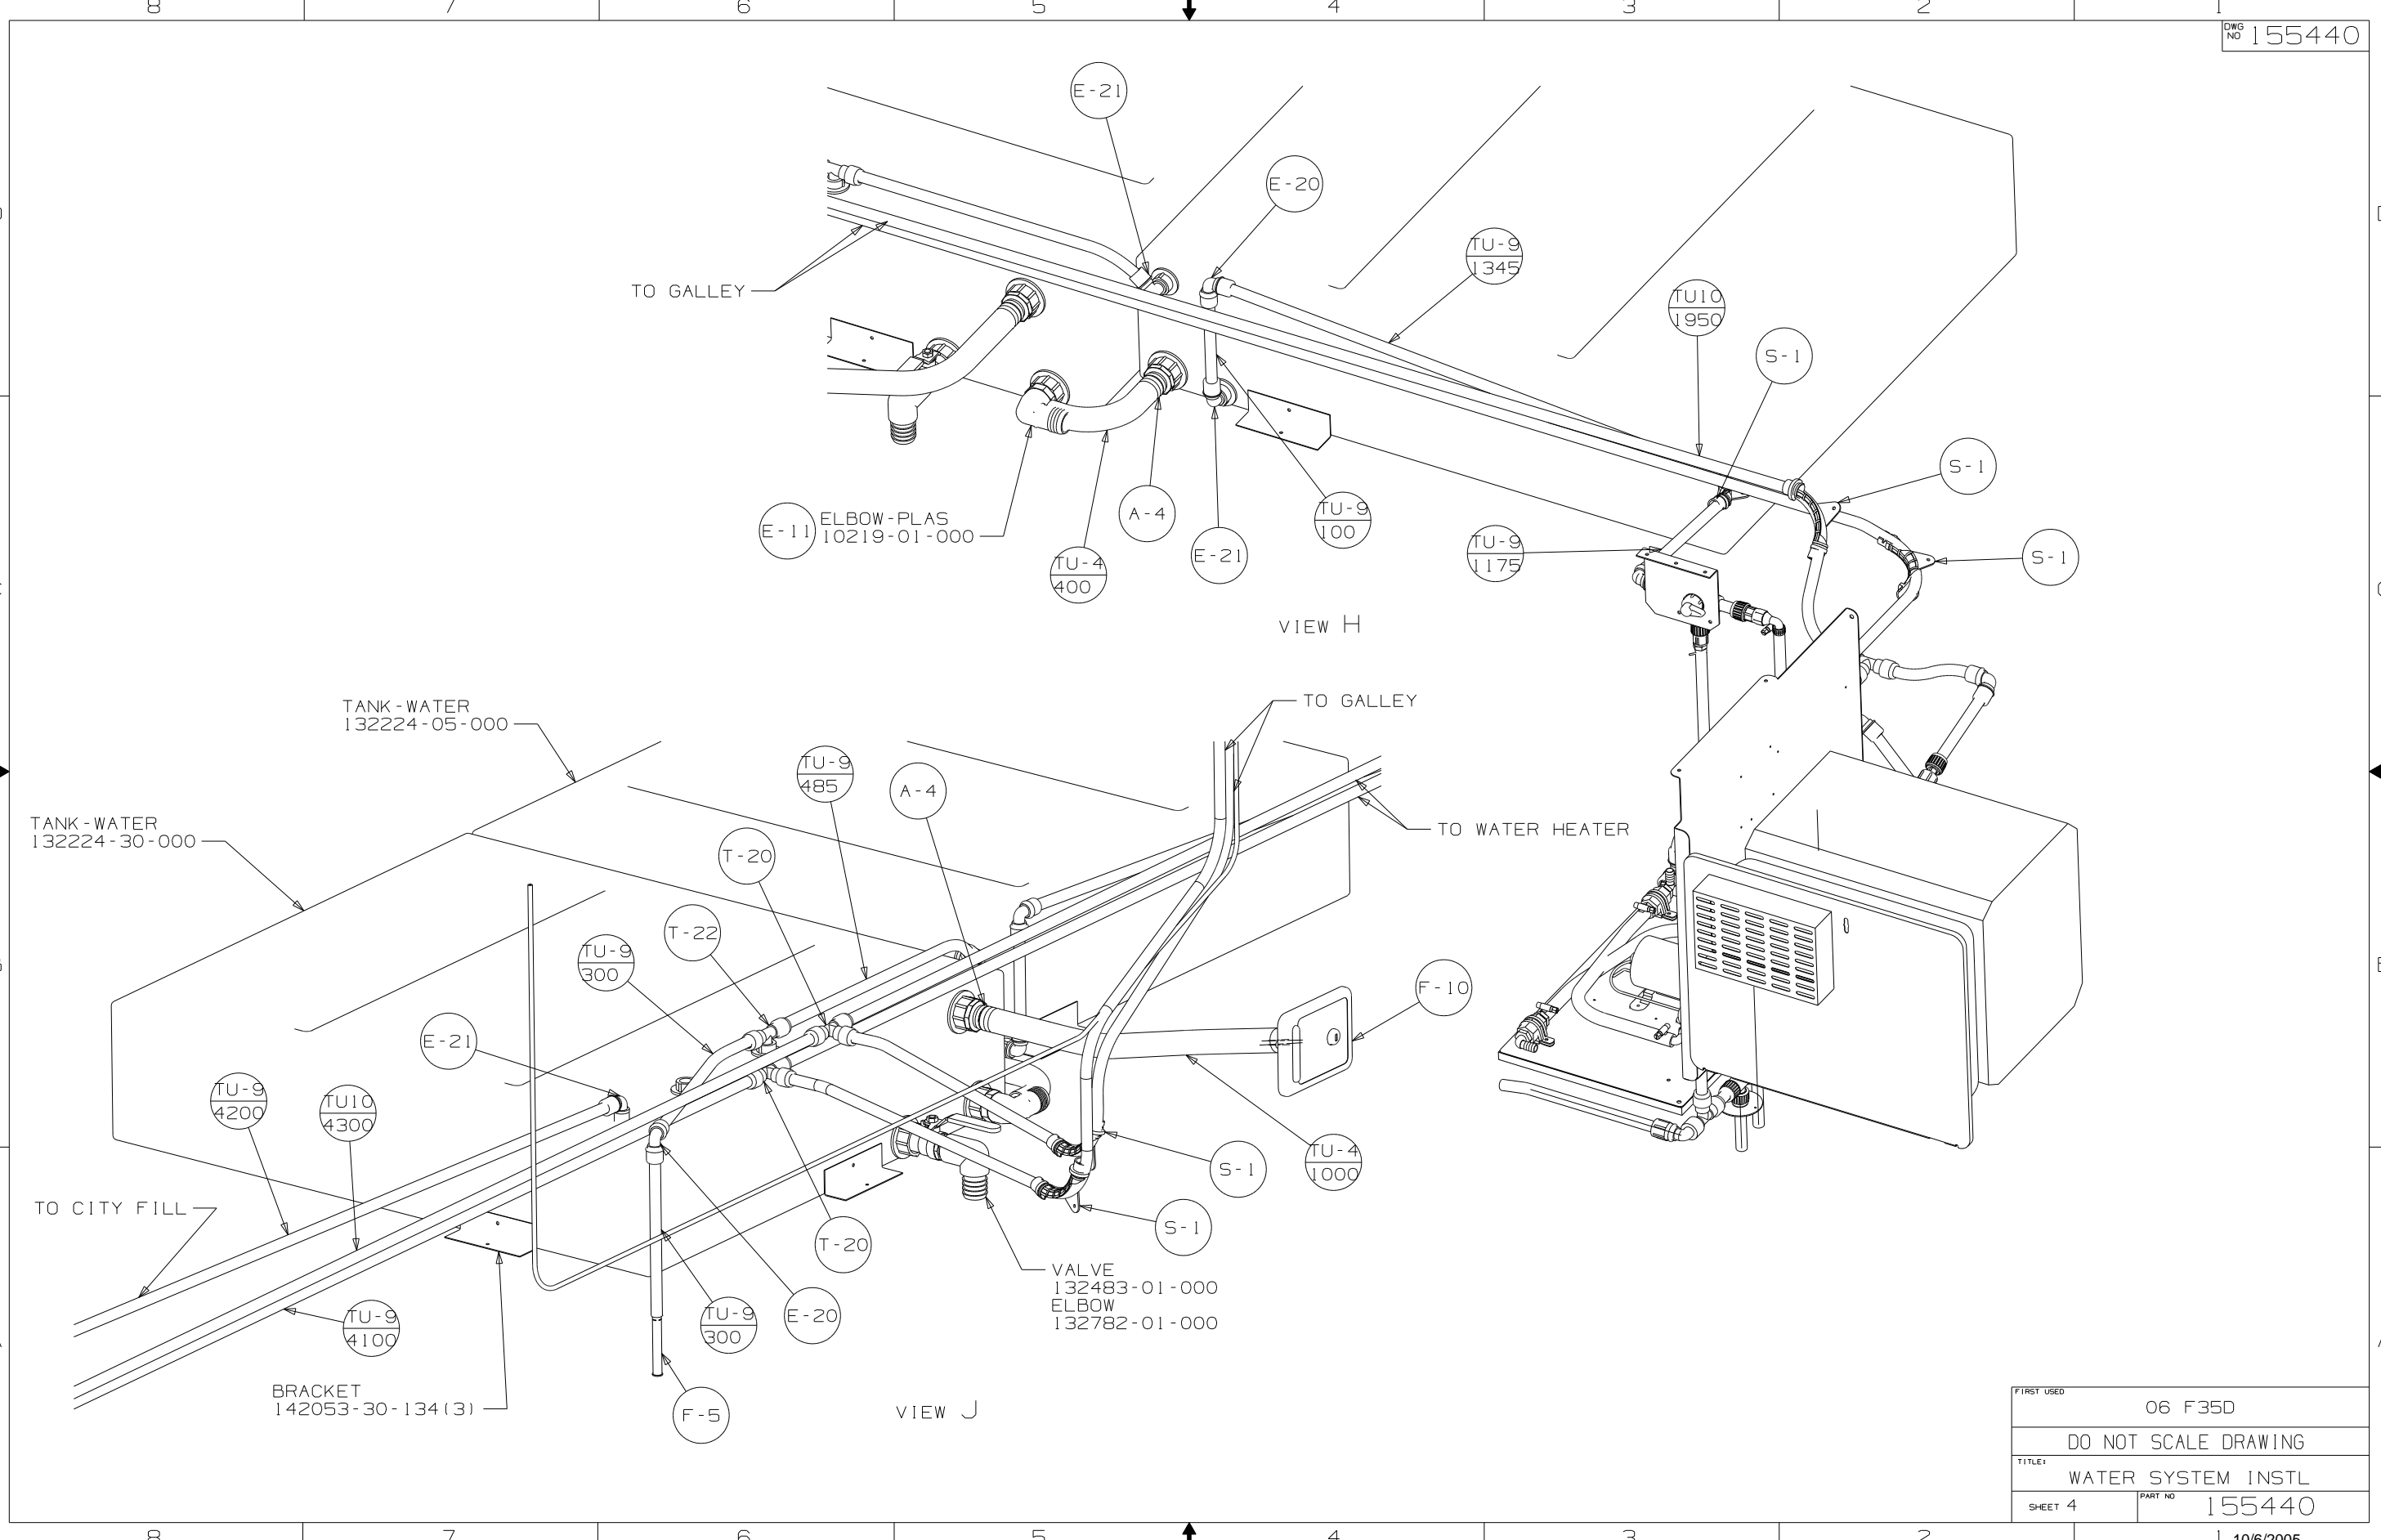 8 7 6 5 4 3 2 1
DWG NO 155440
E-21
E-20
TU-9
1345
TO GALLEY
TU10
1950
S-1
S-1
E-11
ELBOW-PLAS
10219-01-000
A-4
TU-9
100
TU-4
400
E-21
TU-9
1175
S-1
VIEW H
TANK-WATER
132224-05-000
TO GALLEY
TU-9
485
A-4
TANK-WATER
132224-30-000
TO WATER HEATER
T-20
T-22
TU-9
300
F-10
E-21
TU-9
4200
TU10
4300
S-1
TU-4
1000
TO CITY FILL
S-1
T-20
VALVE
132483-01-000
ELBOW
132782-01-000
TU-9
4100
TU-9
300
E-20
BRACKET
142053-30-134(3)
F-5
VIEW J
FIRST USED
06 F35D
DO NOT SCALE DRAWING
TITLE:
WATER SYSTEM INSTL
SHEET 4
PART NO
155440
8 7 6 5 4 3 2 1
10/6/2005